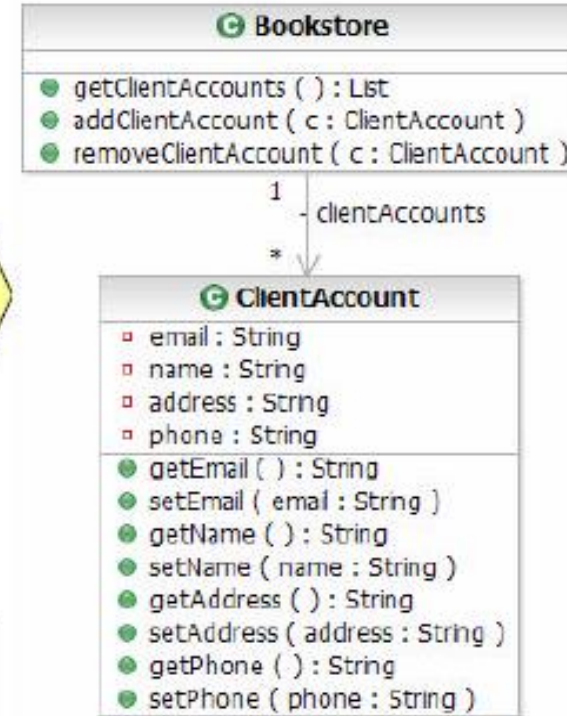 Bookstore
getClientAccounts ( ) : List
addClientAccount ( c : ClientAccount )
removeClientAccount ( c : ClientAccount )
1
- clientAccounts
*
ClientAccount
email : String
name : String
address : String
phone : String
getEmail ( ) : String
setEmail ( email : String )
getName ( ) : String
setName ( name : String )
getAddress ( ) : String
setAddress ( address : String )
getPhone ( ) : String
setPhone ( phone : String )